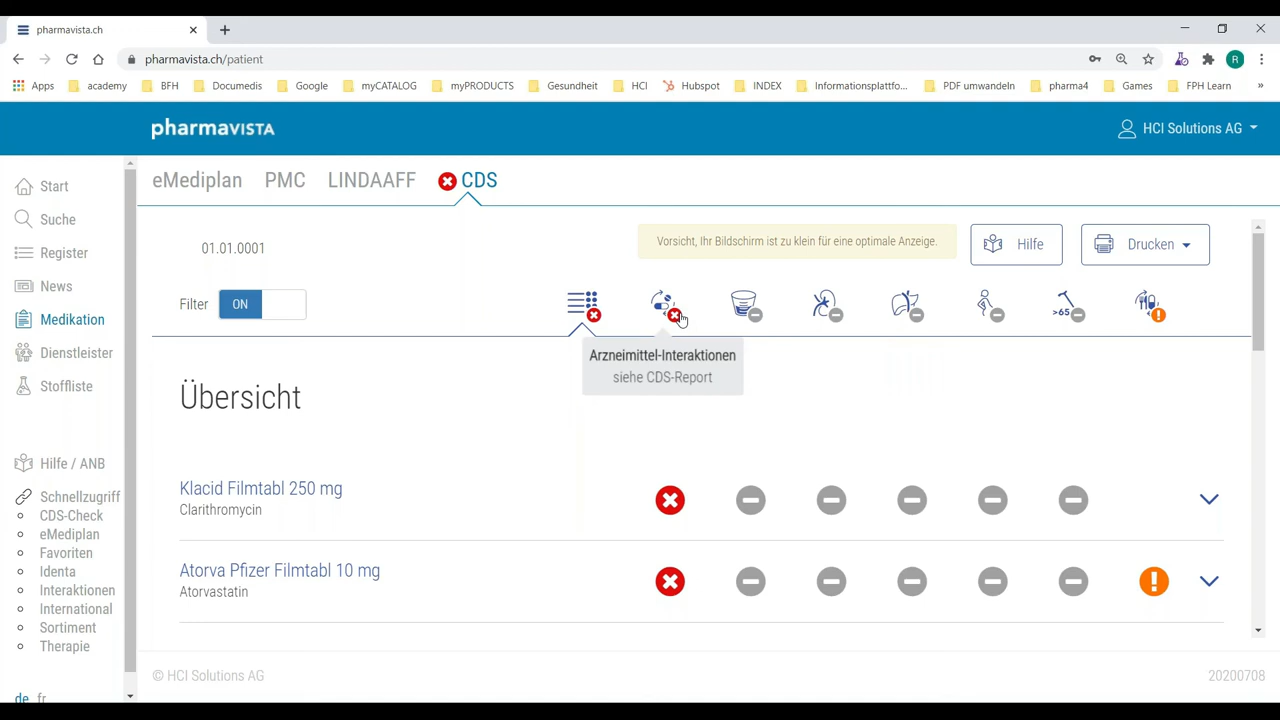 pharmavista.ch
pharmavista.ch/patient
R
Apps academy BFH Documedis Google myCATALOG myPRODUCTS Gesundheit HCI Hubspot INDEX Informationsplattfo... PDF umwandeln pharma4 Games FPH Learn »
pharmaVISTA
HCI Solutions AG
Start
Suche
Register
News
Medikation
Dienstleister
Stoffliste
Hilfe / ANB
Schnellzugriff
CDS-Check
eMediplan
Favoriten
Identa
Interaktionen
International
Sortiment
Therapie
de fr
eMediplan PMC LINDAAFF CDS
01.01.0001
Vorsicht, Ihr Bildschirm ist zu klein für eine optimale Anzeige.
Hilfe
Drucken
Filter ON
>65
Arzneimittel-Interaktionen
siehe CDS-Report
Übersicht
Klacid Filmtabl 250 mg
Clarithromycin
Atorva Pfizer Filmtabl 10 mg
Atorvastatin
© HCI Solutions AG
20200708